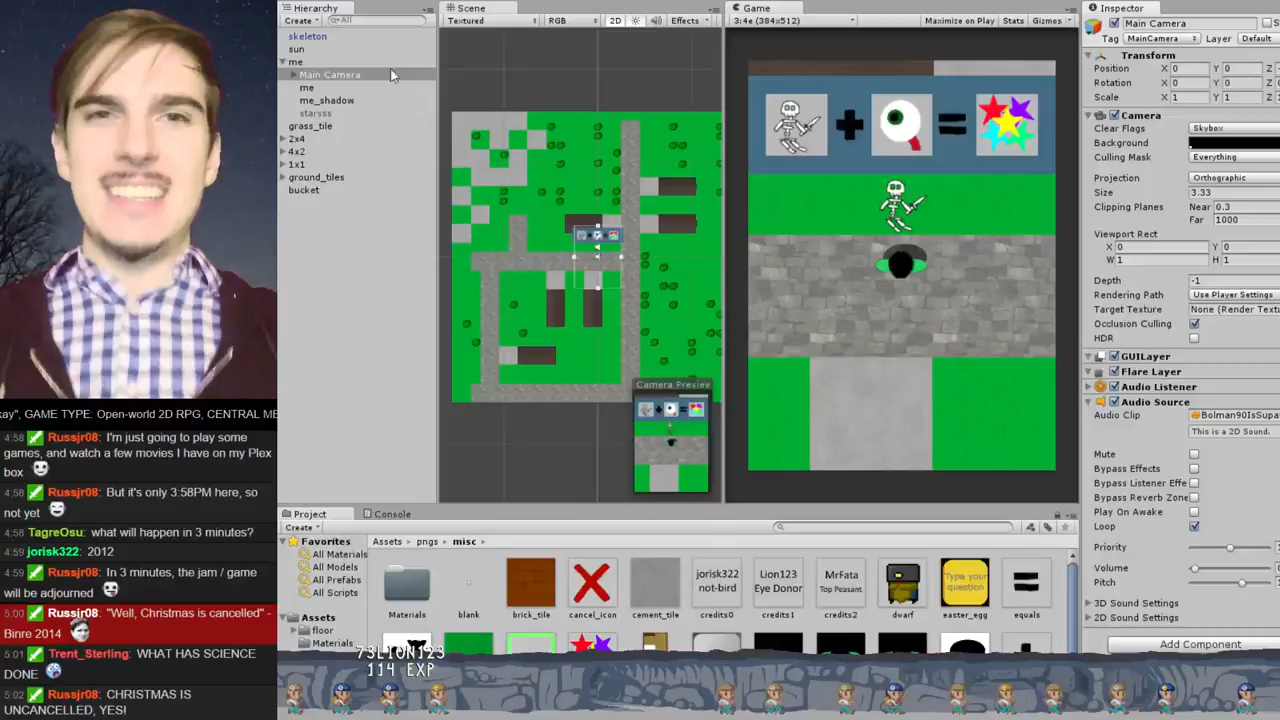 Hierarchy
Create
All
skeleton
sun
me
Main Camera
me
me_shadow
starsss
grass_tile
2x4
4x2
1x1
ground_tiles
bucket
Scene
Textured
RGB
2D
Effects
Camera Preview
Game
3:4e (384x512)
Maximize on Play
Stats
Gizmos
Inspector
Main Camera
S
Tag
MainCamera
Layer
Default
Transform
Position
X 0 Y 0 Z
Rotation
X 0 Y 0 Z
Scale
X 1 Y 1 Z
Camera
Clear Flags
Skybox
Background
Culling Mask
Everything
Projection
Orthographic
Size
3.33
Clipping Planes
Near
0.3
Far
1000
Viewport Rect
X 0 Y 0
W 1 H 1
Depth
-1
Rendering Path
Use Player Settings
Target Texture
None (Render Textu
Occlusion Culling
HDR
GUILayer
Flare Layer
Audio Listener
Audio Source
Audio Clip
Bolman90IsSupa
This is a 2D Sound.
Mute
Bypass Effects
Bypass Listener Effe
Bypass Reverb Zone
Play On Awake
Loop
Priority
Volume
Pitch
3D Sound Settings
2D Sound Settings
Add Component
Project
Console
Create
Favorites
All Materials
All Models
All Prefabs
All Scripts
Assets
floor
Materials
Assets
pngs
misc
Materials
blank
brick_tile
cancel_icon
cement_tile
jorisk322
not-bird
credits0
Lion123
Eye Donor
credits1
MrFata
Top Peasant
credits2
dwarf
Type your
question
easter_egg
equals
kay", GAME TYPE: Open-world 2D RPG, CENTRAL ME
4:58 Russjr08: I'm just going to play some
games, and watch a few movies I have on my Plex
box
4:58 Russjr08: But it's only 3:58PM here, so
not yet
4:58 TagreOsu: what will happen in 3 minutes?
4:59 jorisk322: 2012
4:59 Russjr08: In 3 minutes, the jam / game
will be adjourned
5:00 Russjr08: "Well, Christmas is cancelled" -
Binre 2014
5:01 Trent_Sterling: WHAT HAS SCIENCE
DONE
5:02 Russjr08: CHRISTMAS IS
UNCANCELLED, YES!
73LION123
114 EXP